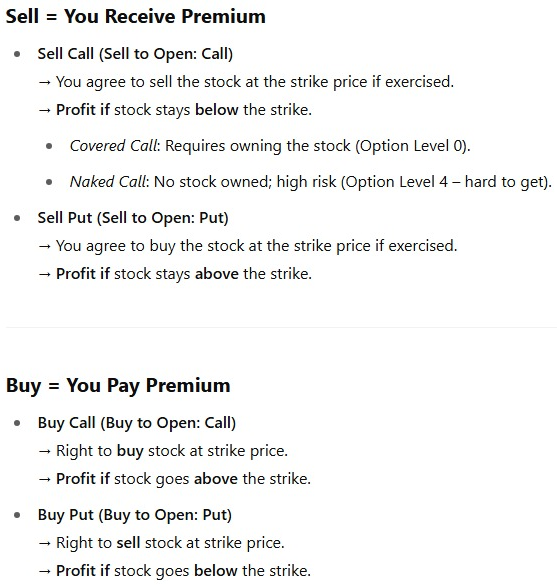 Sell = You Receive Premium
• Sell Call (Sell to Open: Call)
→ You agree to sell the stock at the strike price if exercised.
→ Profit if stock stays below the strike.
• Covered Call: Requires owning the stock (Option Level 0).
• Naked Call: No stock owned; high risk (Option Level 4 – hard to get).
• Sell Put (Sell to Open: Put)
→ You agree to buy the stock at the strike price if exercised.
→ Profit if stock stays above the strike.
Buy = You Pay Premium
• Buy Call (Buy to Open: Call)
→ Right to buy stock at strike price.
→ Profit if stock goes above the strike.
• Buy Put (Buy to Open: Put)
→ Right to sell stock at strike price.
→ Profit if stock goes below the strike.